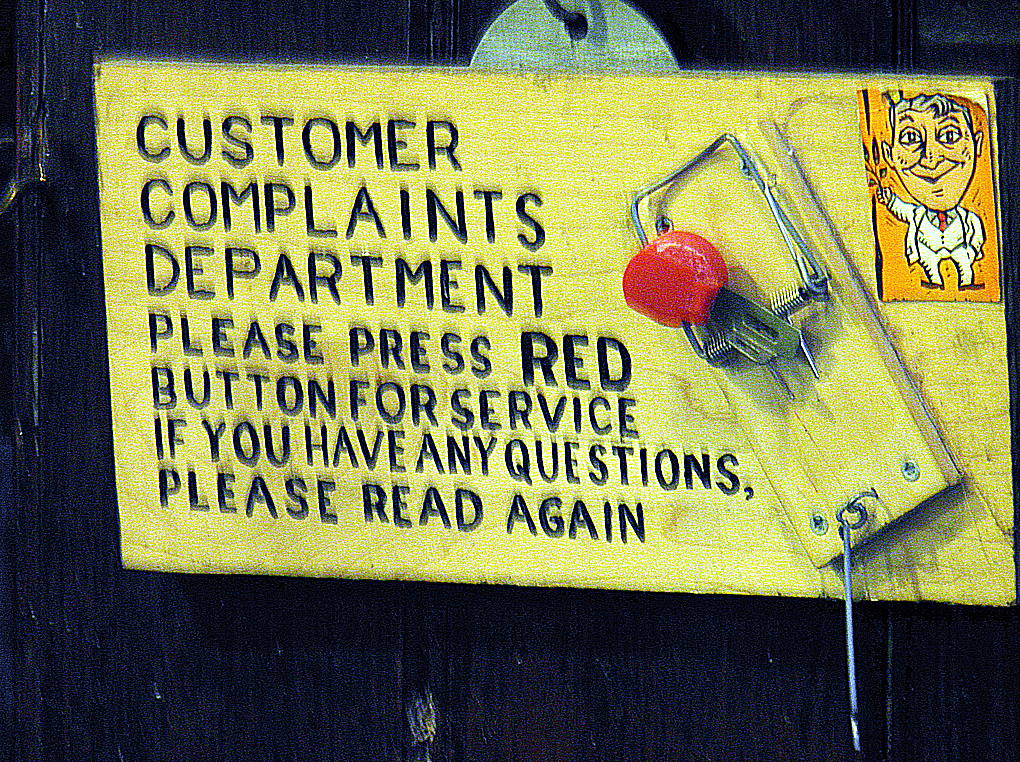 CUSTOMER
COMPLAINTS
DEPARTMENT
PLEASE PRESS RED
BUTTON FOR SERVICE
IF YOU HAVE ANY QUESTIONS,
PLEASE READ AGAIN